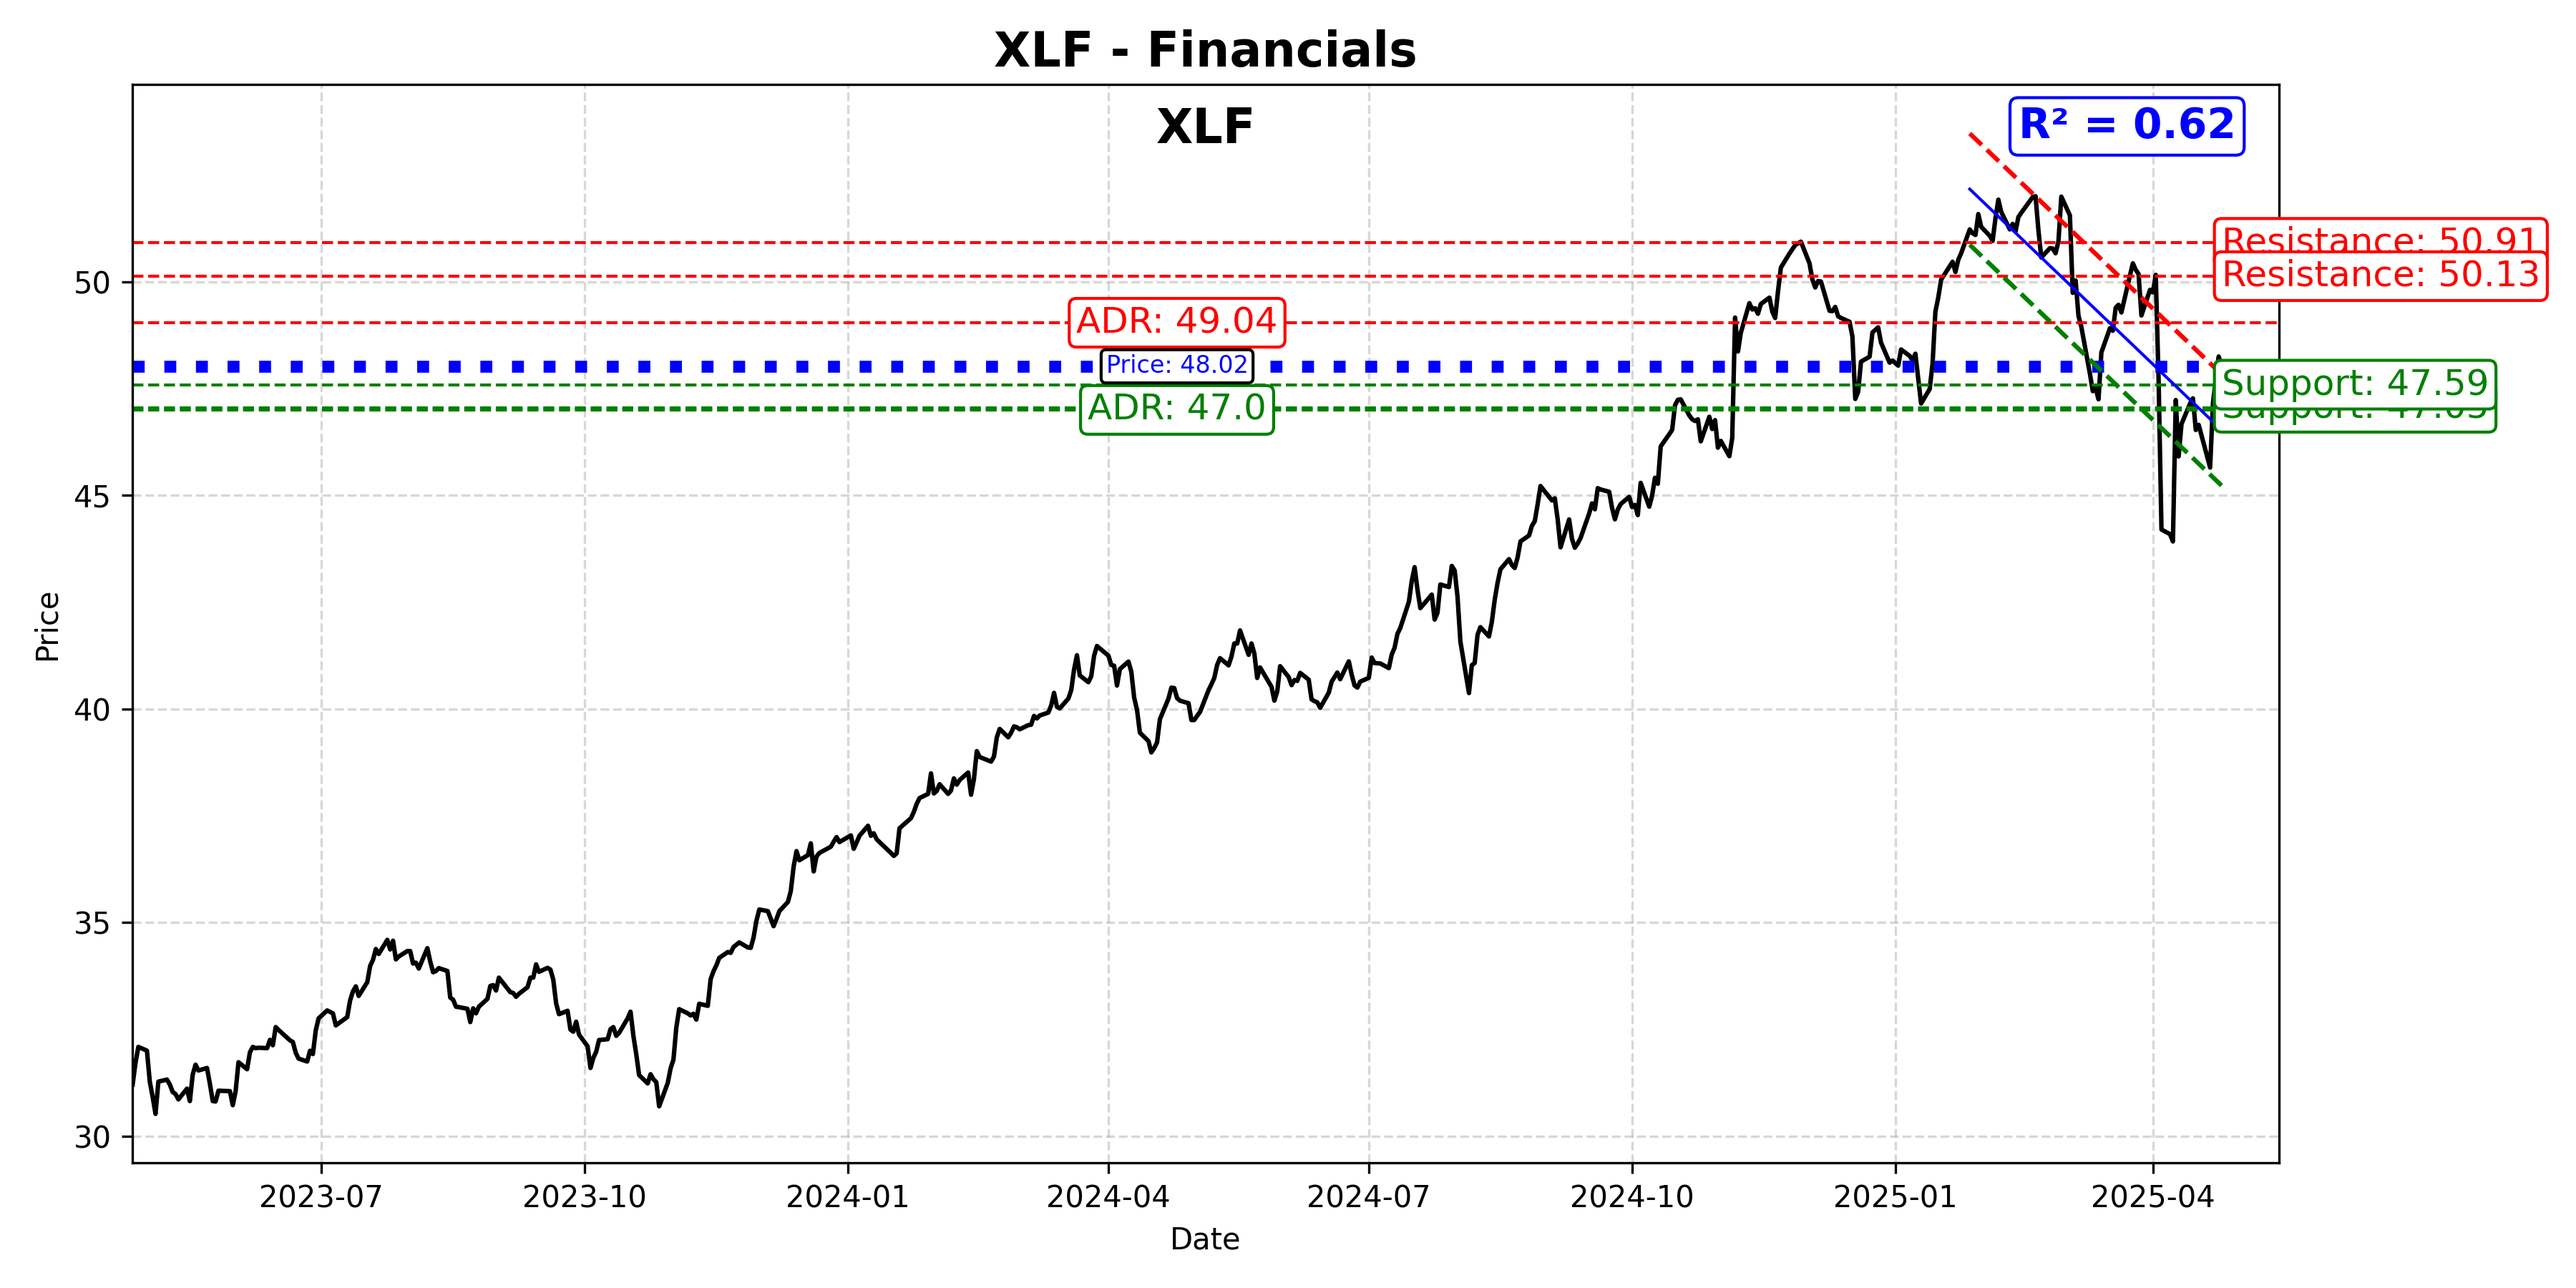 XLF - Financials
XLF
R² = 0.62
Resistance: 50.91
Resistance: 50.13
ADR: 49.04
Price: 48.02
Support: 47.59
ADR: 47.0
Support:
Price
50
45
40
35
30
2023-07
2023-10
2024-01
2024-04
2024-07
2024-10
2025-01
2025-04
Date